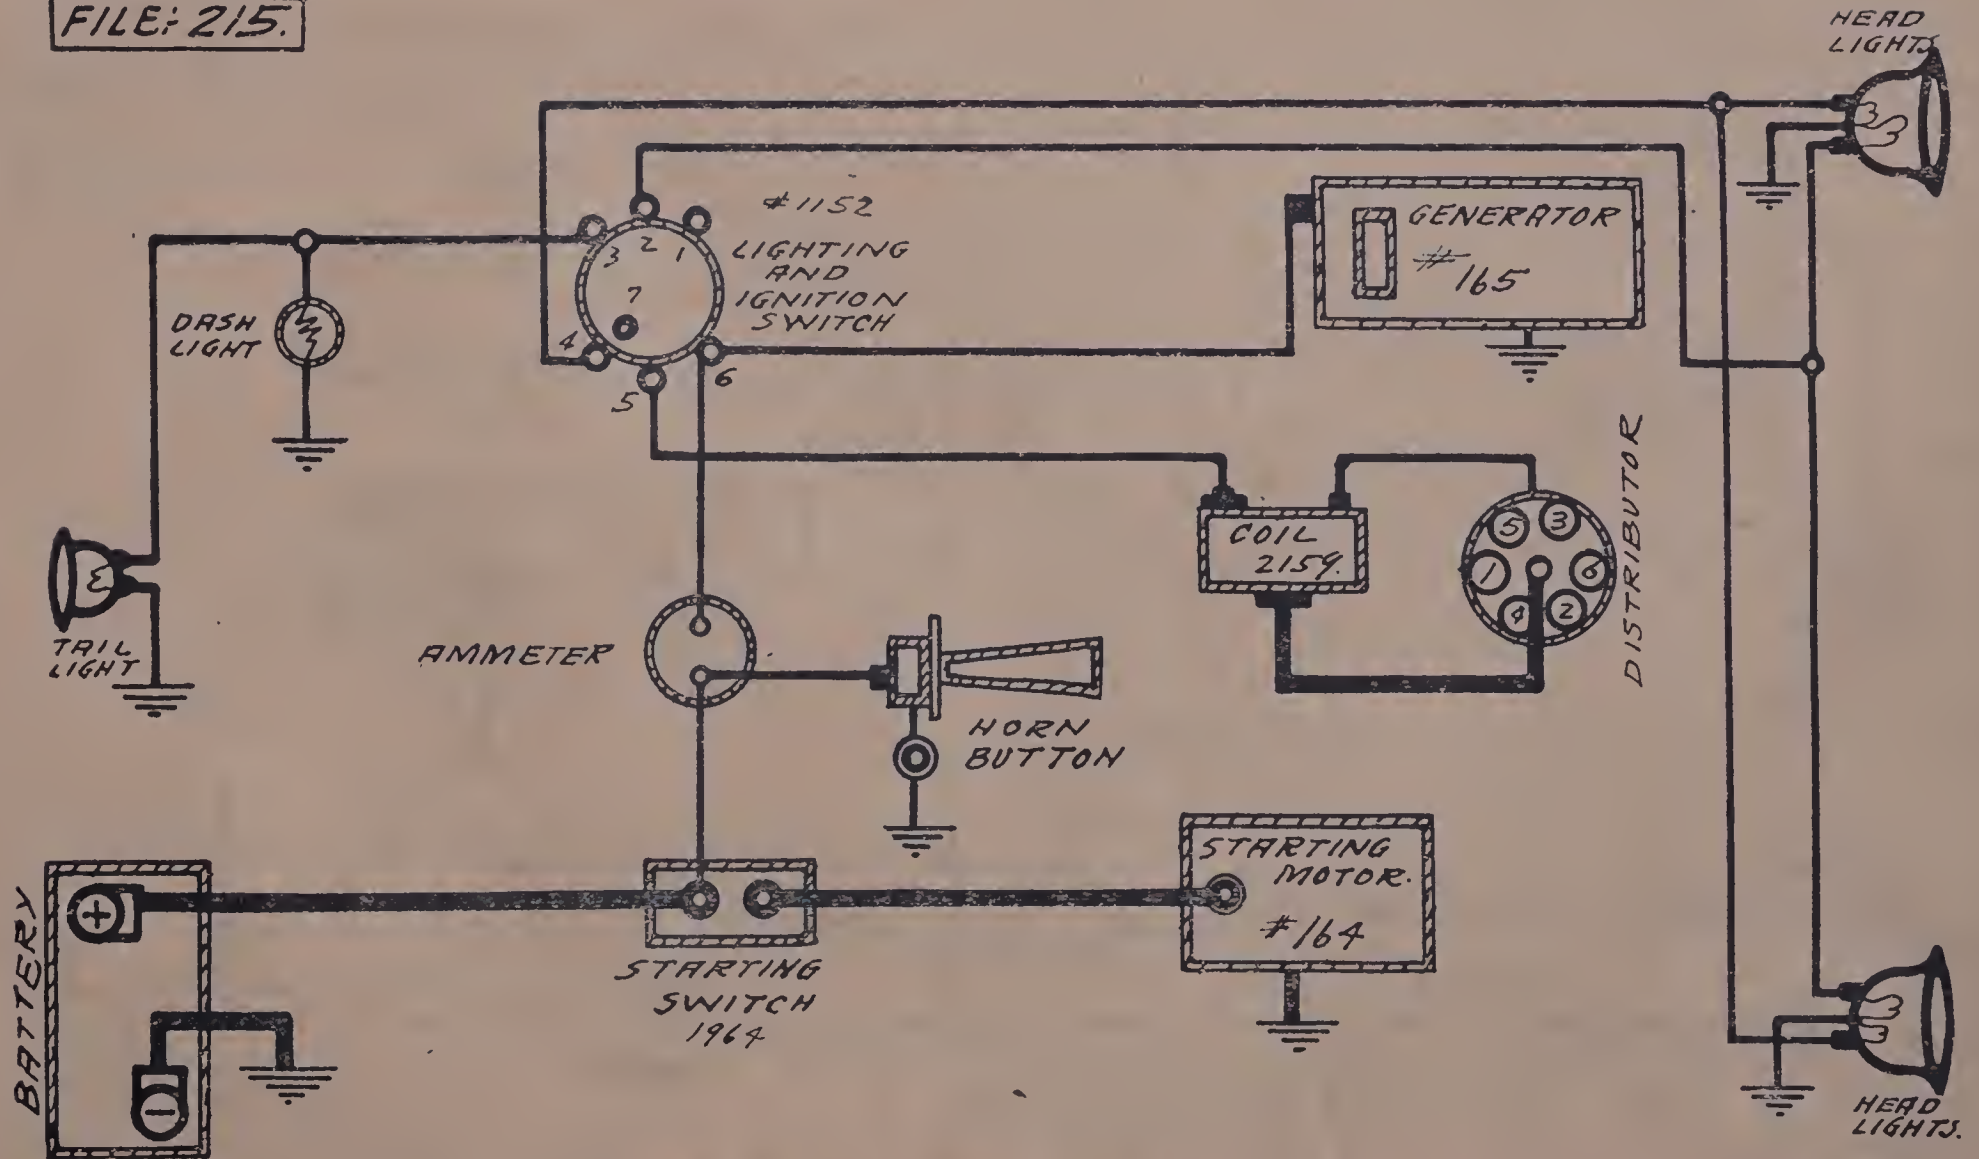 FILE:- 215.
HEAD
LIGHTS
#1152
LIGHTING
AND
IGNITION
SWITCH
3 2 1
7
4
5
6
GENERATOR
#165
DASH
LIGHT
DISTRIBUTOR
COIL
2159.
5 3
1 6
4 2
TAIL
LIGHT
AMMETER
HORN
BUTTON
BATTERY
+
−
STARTING
SWITCH
1964
STARTING
MOTOR.
#164
HEAD
LIGHTS.